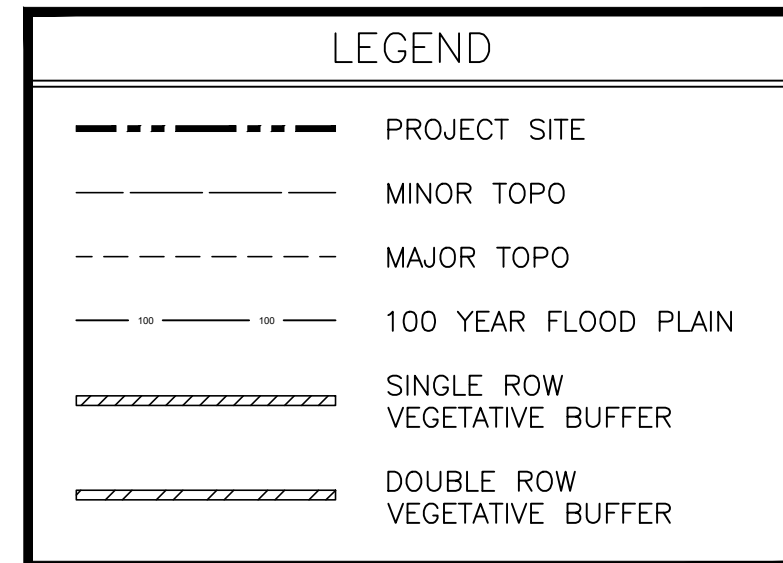 LEGEND
PROJECT SITE
MINOR TOPO
MAJOR TOPO
100 100 100 YEAR FLOOD PLAIN
SINGLE ROW
VEGETATIVE BUFFER
DOUBLE ROW
VEGETATIVE BUFFER